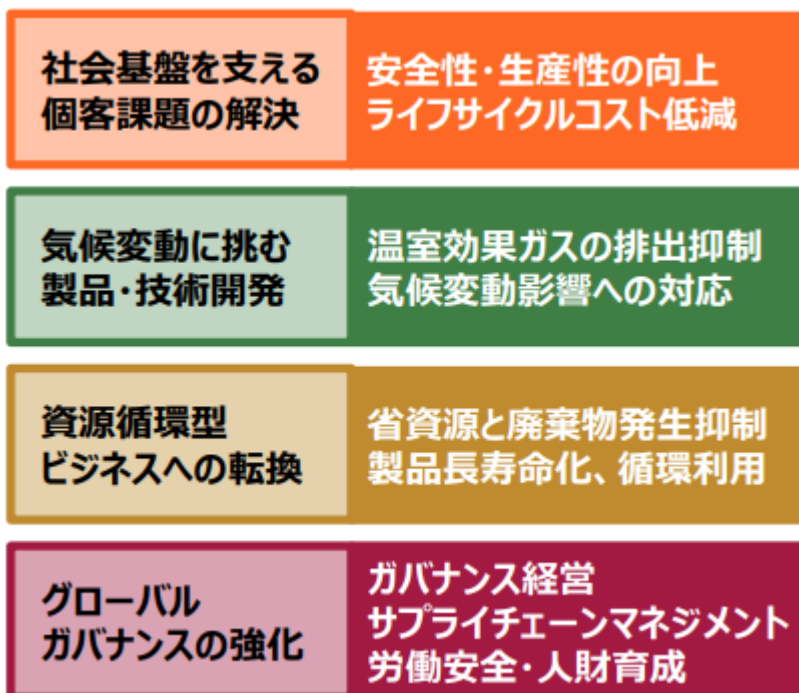 社会基盤を支える
個客課題の解決
安全性・生産性の向上
ライフサイクルコスト低減
気候変動に挑む
製品・技術開発
温室効果ガスの排出抑制
気候変動影響への対応
資源循環型
ビジネスへの転換
省資源と廃棄物発生抑制
製品長寿命化、循環利用
グローバル
ガバナンスの強化
ガバナンス経営
サプライチェーンマネジメント
労働安全・人財育成